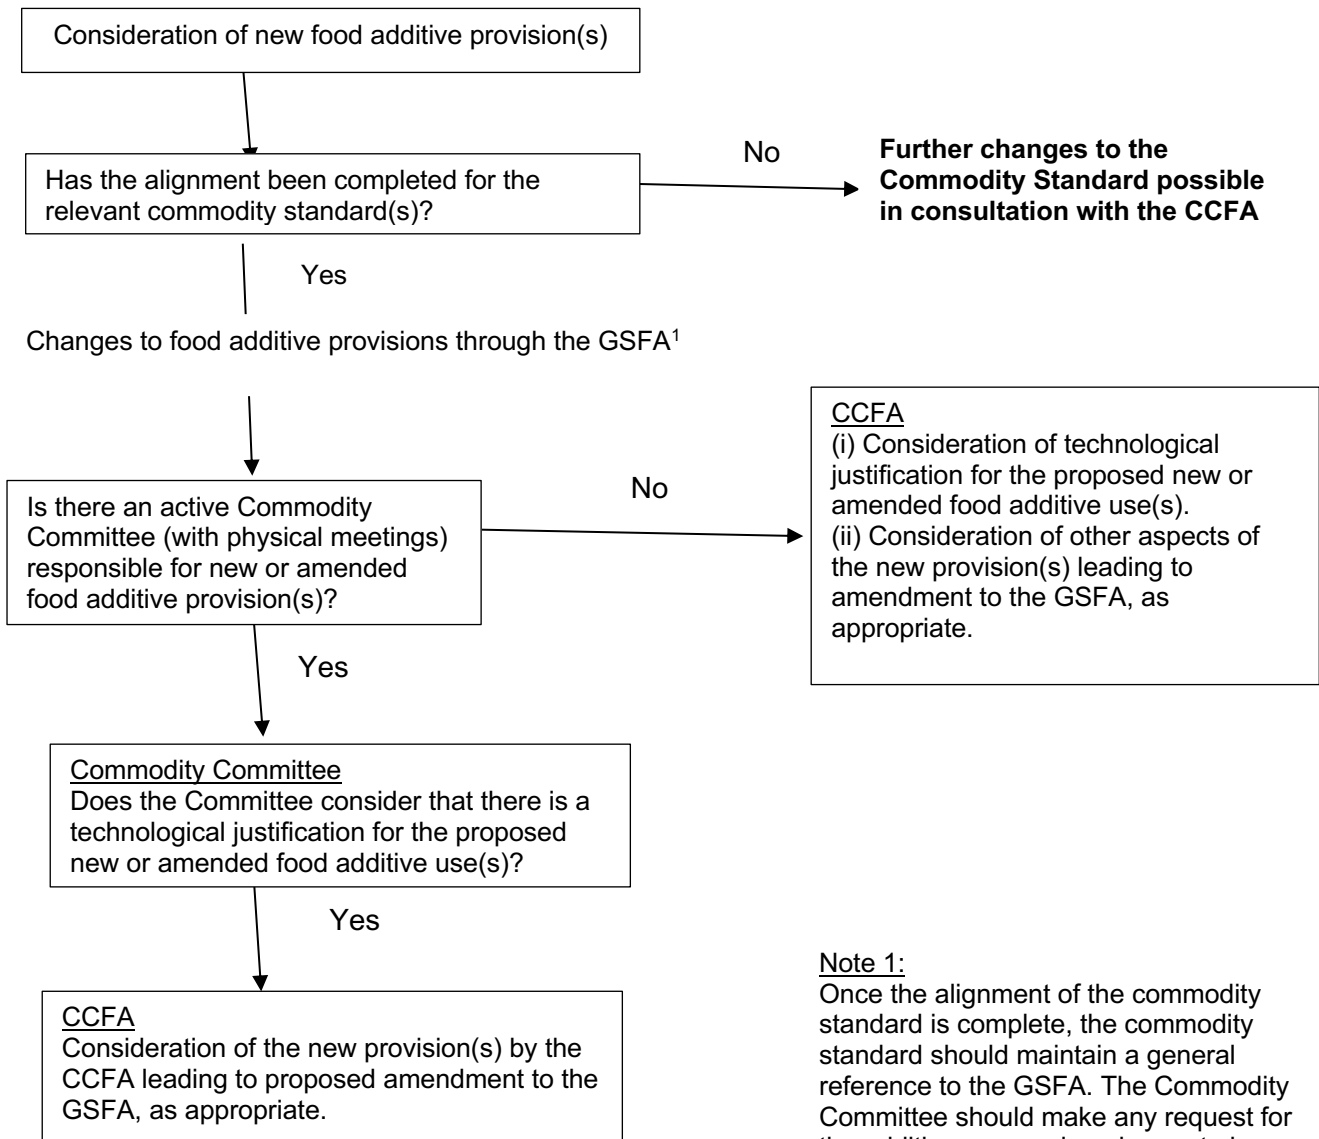 Consideration of new food additive provision(s)
Has the alignment been completed for the
relevant commodity standard(s)?
No
Further changes to the
Commodity Standard possible
in consultation with the CCFA
Yes
Changes to food additive provisions through the GSFA¹
Is there an active Commodity
Committee (with physical meetings)
responsible for new or amended
food additive provision(s)?
No
CCFA
(i) Consideration of technological
justification for the proposed new or
amended food additive use(s).
(ii) Consideration of other aspects of
the new provision(s) leading to
amendment to the GSFA, as
appropriate.
Yes
Commodity Committee
Does the Committee consider that there is a
technological justification for the proposed
new or amended food additive use(s)?
Yes
CCFA
Consideration of the new provision(s) by the
CCFA leading to proposed amendment to the
GSFA, as appropriate.
Note 1:
Once the alignment of the commodity
standard is complete, the commodity
standard should maintain a general
reference to the GSFA. The Commodity
Committee should make any request for